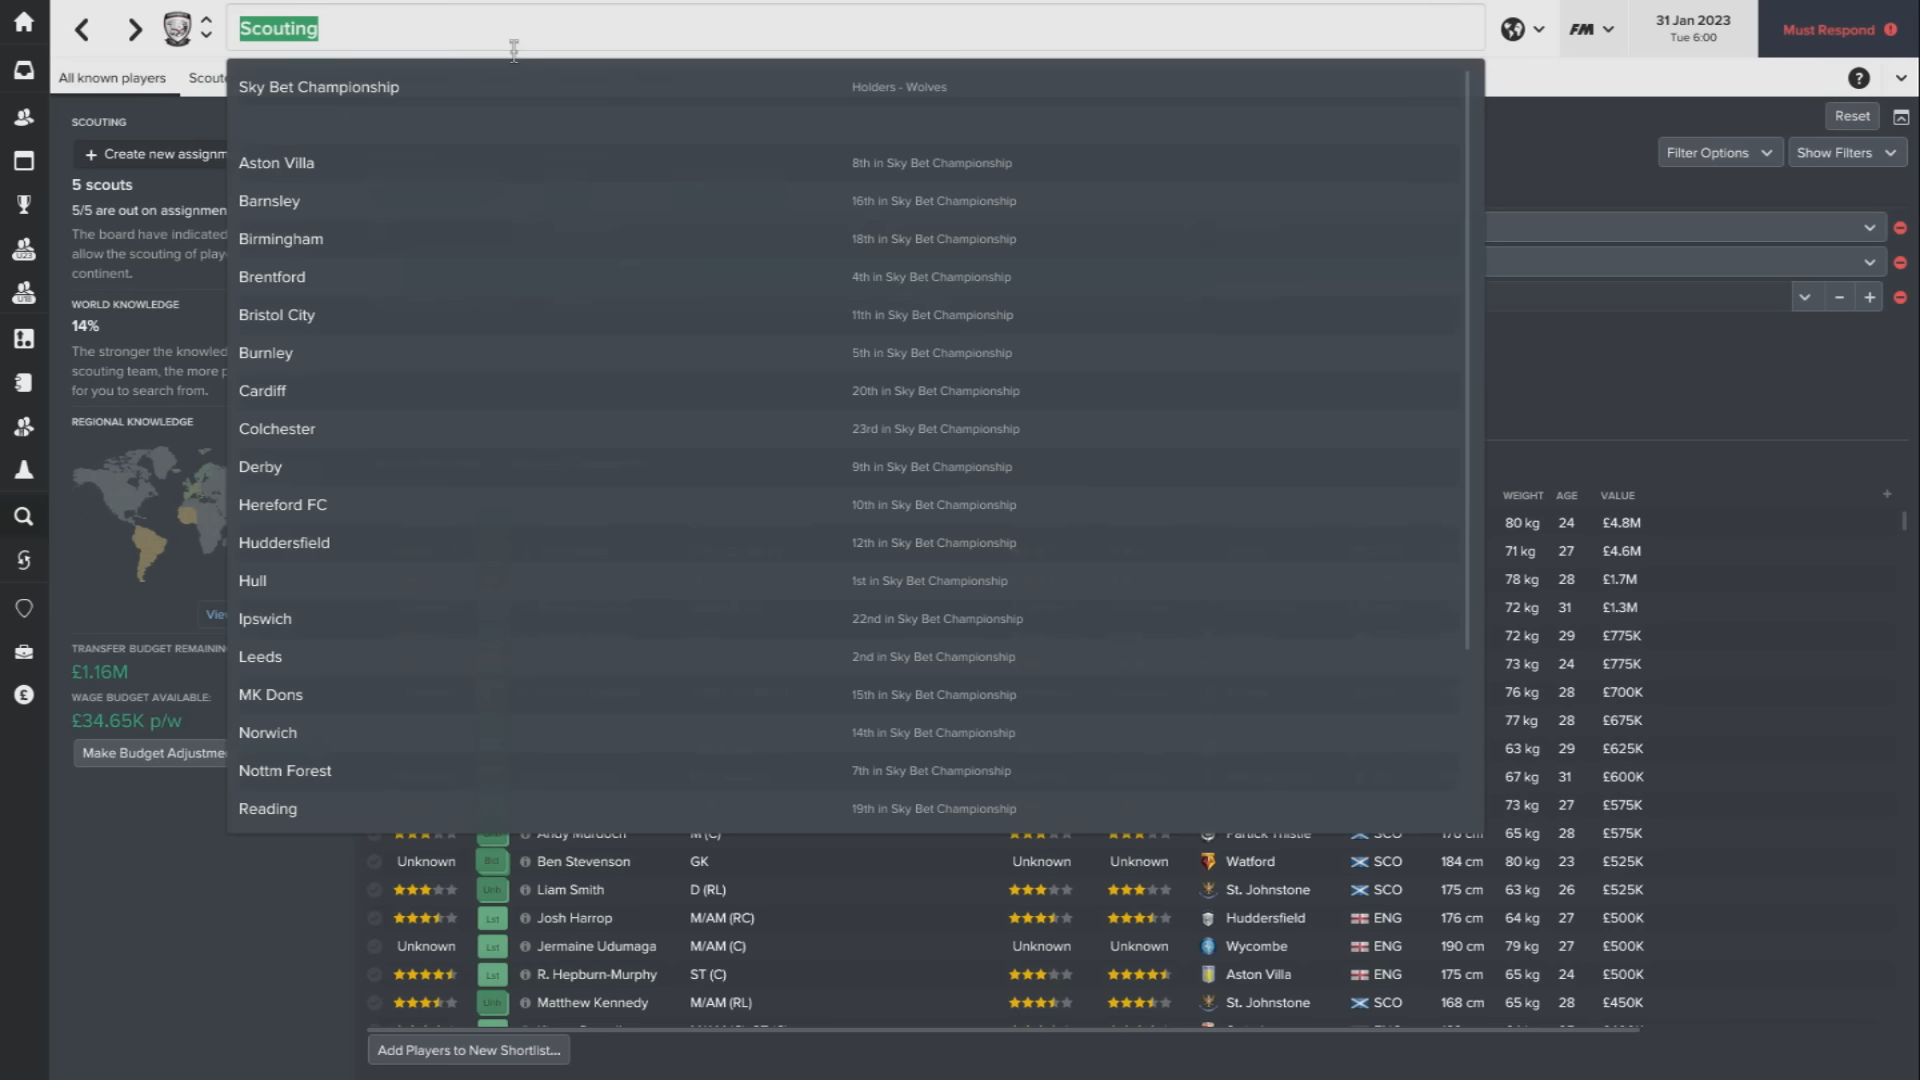 Scouting
FM
31 Jan 2023
Tue 6:00
Must Respond
All known players
Scout
Sky Bet Championship Holders - Wolves
Aston Villa 8th in Sky Bet Championship
Barnsley 16th in Sky Bet Championship
Birmingham 18th in Sky Bet Championship
Brentford 4th in Sky Bet Championship
Bristol City 11th in Sky Bet Championship
Burnley 5th in Sky Bet Championship
Cardiff 20th in Sky Bet Championship
Colchester 23rd in Sky Bet Championship
Derby 9th in Sky Bet Championship
Hereford FC 10th in Sky Bet Championship
Huddersfield 12th in Sky Bet Championship
Hull 1st in Sky Bet Championship
Ipswich 22nd in Sky Bet Championship
Leeds 2nd in Sky Bet Championship
MK Dons 15th in Sky Bet Championship
Norwich 14th in Sky Bet Championship
Nottm Forest 7th in Sky Bet Championship
Reading 19th in Sky Bet Championship
SCOUTING
+ Create new assignm
5 scouts
5/5 are out on assignmen
The board have indicated
allow the scouting of play
continent.
WORLD KNOWLEDGE
14%
The stronger the knowled
scouting team, the more p
for you to search from.
REGIONAL KNOWLEDGE
Vie
TRANSFER BUDGET REMAININ
£1.16M
WAGE BUDGET AVAILABLE:
£34.65K p/w
Make Budget Adjustme
Reset
Filter Options
Show Filters
WEIGHT AGE VALUE
80 kg 24 £4.8M
71 kg 27 £4.6M
78 kg 28 £1.7M
72 kg 31 £1.3M
72 kg 29 £775K
73 kg 24 £775K
76 kg 28 £700K
77 kg 28 £675K
63 kg 29 £625K
67 kg 31 £600K
73 kg 27 £575K
Andy Murdoch M (C) Partick Thistle SCO 178 cm 65 kg 28 £575K
Unknown Bid Ben Stevenson GK Unknown Unknown Watford SCO 184 cm 80 kg 23 £525K
Unh Liam Smith D (RL) St. Johnstone SCO 175 cm 63 kg 26 £525K
Lst Josh Harrop M/AM (RC) Huddersfield ENG 176 cm 64 kg 27 £500K
Unknown Lst Jermaine Udumaga M/AM (C) Unknown Unknown Wycombe ENG 190 cm 79 kg 27 £500K
Lst R. Hepburn-Murphy ST (C) Aston Villa ENG 175 cm 65 kg 24 £500K
Unh Matthew Kennedy M/AM (RL) St. Johnstone SCO 168 cm 65 kg 28 £450K
Add Players to New Shortlist...